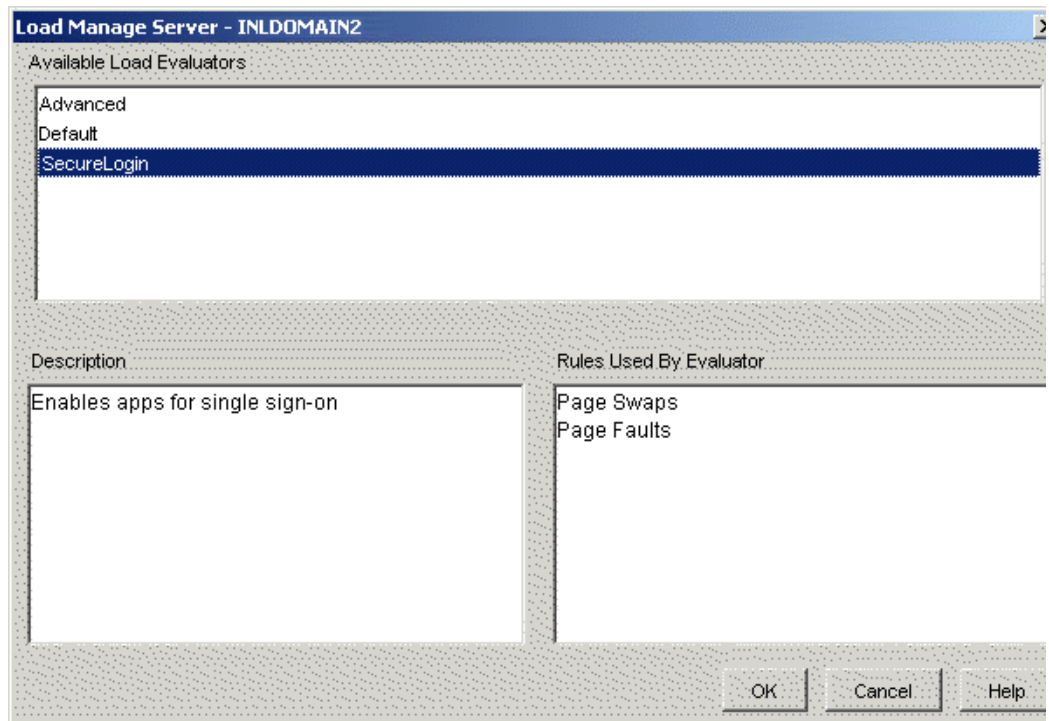 Load Manage Server - INLDOMAIN2
Available Load Evaluators
Advanced
Default
SecureLogin
Description
Rules Used By Evaluator
Enables apps for single sign-on
Page Swaps
Page Faults
OK
Cancel
Help